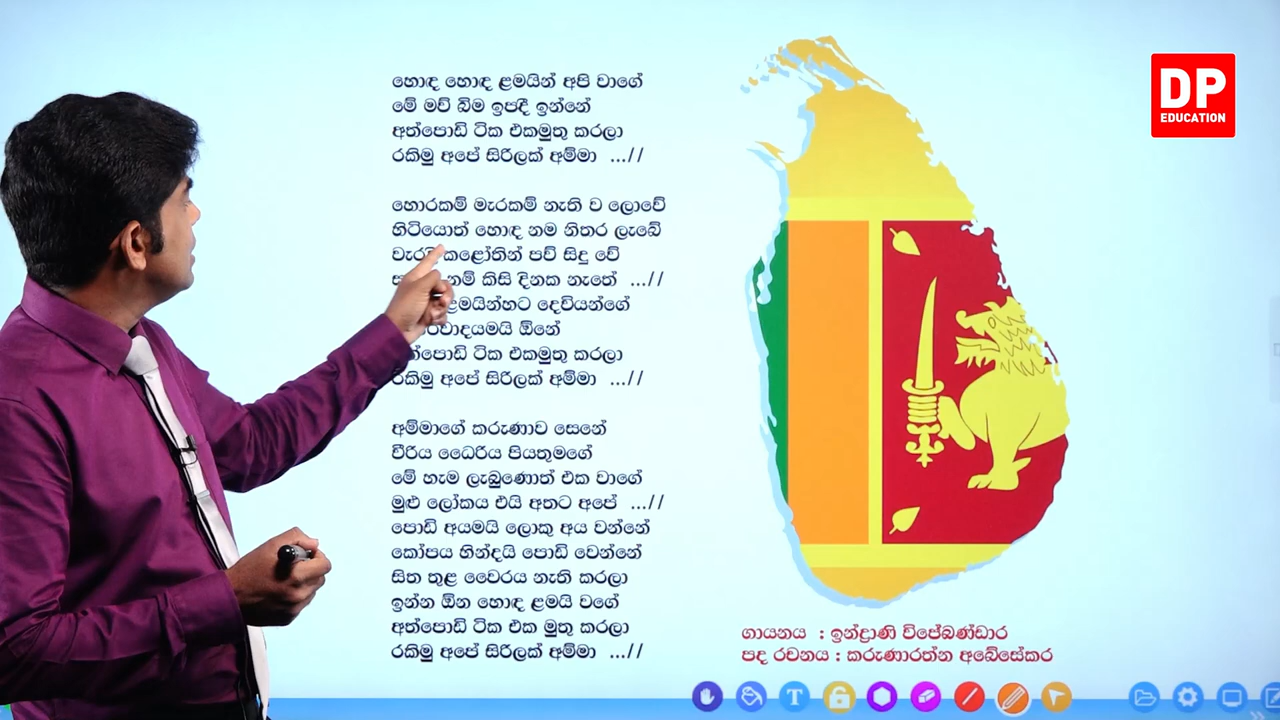 හොඳ හොඳ ළමයින් අපි වාගේ
මේ මව් බිම ඉපදී ඉන්නේ
අත්පොඩි ටික එකමුතු කරලා
රකිමු අපේ සිරිලක් අම්මා ...//
හොරකම් මැරකම් නැති ව ලොවේ
හිටියොත් හොඳ නම නිතර ලැබේ
කළෝතින් පව් සිදු වේ
නම් කිසි දිනක නැතේ ...//
ළමයින්හට දෙවියන්ගේ
ඕනේ
ටික එකමුතු කරලා
රකිමු අපේ සිරිලක් අම්මා ...//
අම්මාගේ කරුණාව සෙනේ
වීරිය ධෛරිය පියතුමගේ
මේ හැම ලැබුණොත් එක වාගේ
මුළු ලෝකය එයි අතට අපේ ...//
පොඩි අයමයි ලොකු අය වන්නේ
කෝපය හින්දයි පොඩි වෙන්නේ
සිත තුළ වෛරය නැති කරලා
ඉන්න ඕන හොඳ ළමයි වගේ
අත්පොඩි ටික එක මුතු කරලා
රකිමු අපේ සිරිලක් අම්මා ...//
ගායනය : ඉන්ද්‍රාණි විජේබණ්ඩාර
පද රචනය : කරුණාරත්න අබේසේකර
DP
EDUCATION
T